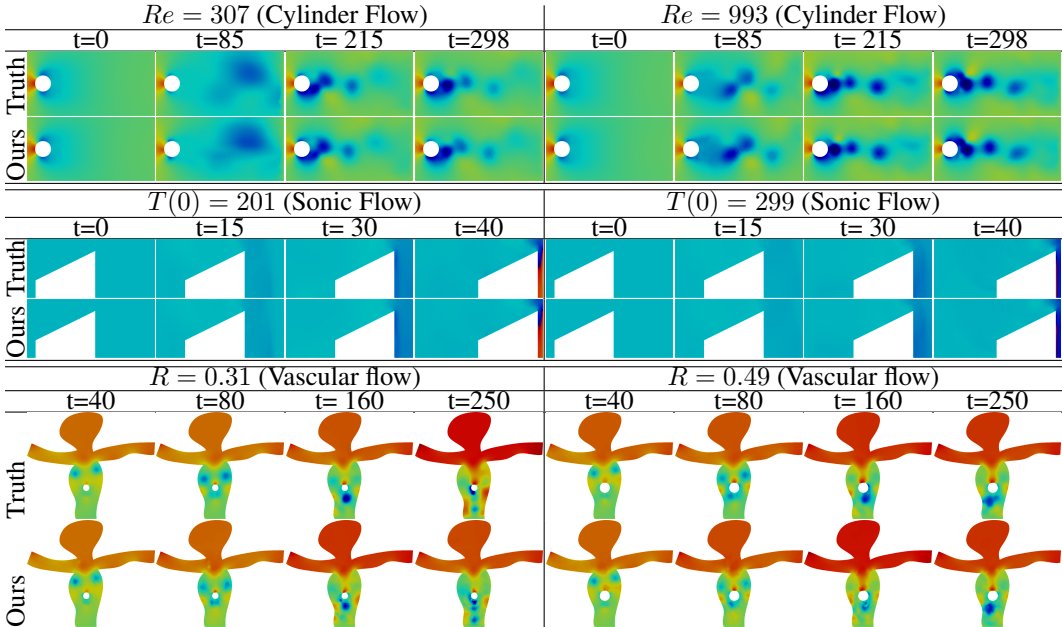 Re = 307 (Cylinder Flow) Re = 993 (Cylinder Flow)
t=0 t=85 t= 215 t=298 t=0 t=85 t= 215 t=298
Truth
Ours
T(0) = 201 (Sonic Flow) T(0) = 299 (Sonic Flow)
t=0 t=15 t= 30 t=40 t=0 t=15 t= 30 t=40
Truth
Ours
R = 0.31 (Vascular flow) R = 0.49 (Vascular flow)
t=40 t=80 t= 160 t=250 t=40 t=80 t= 160 t=250
Truth
Ours